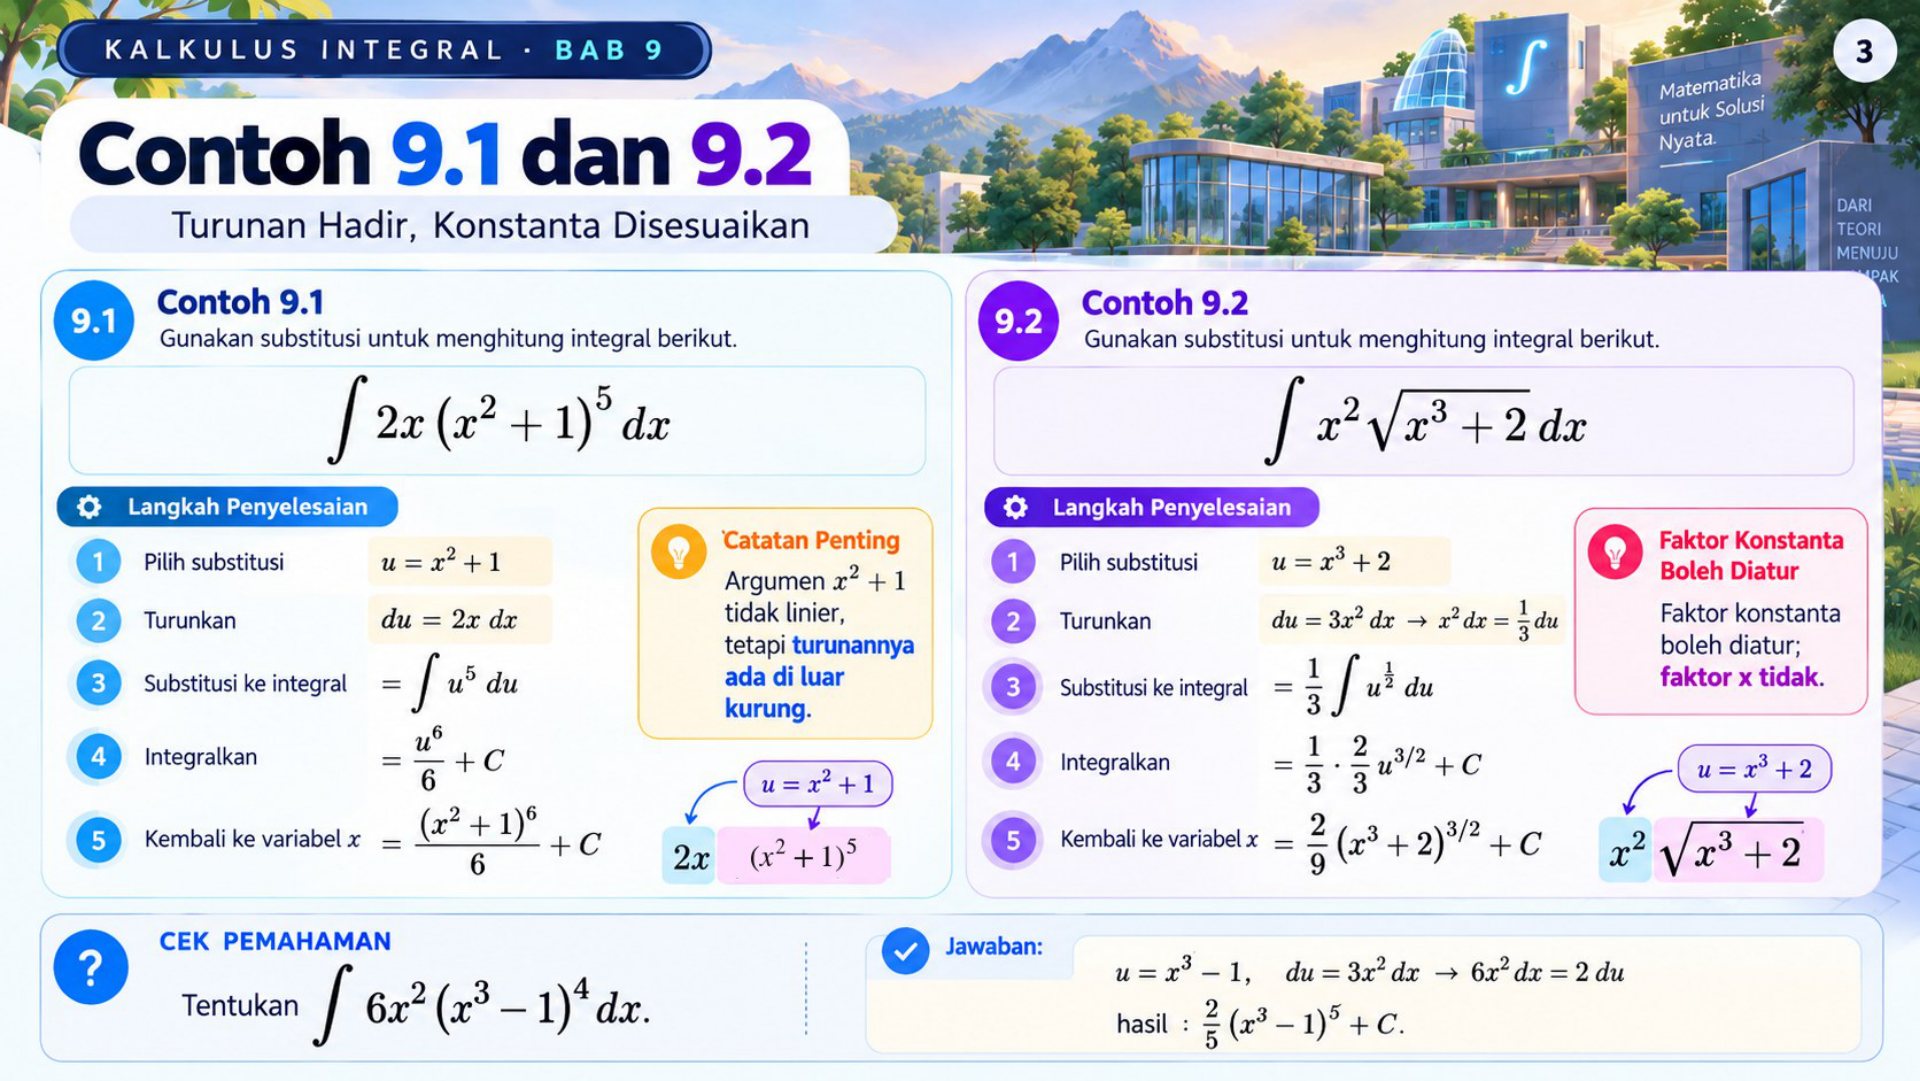 KALKULUS INTEGRAL · BAB 9
3
Matematika
untuk Solusi
Nyata.
DARI
TEORI
MENUJU
Contoh 9.1 dan 9.2
Turunan Hadir, Konstanta Disesuaikan
9.1
Contoh 9.1
Gunakan substitusi untuk menghitung integral berikut.
∫ 2x (x² + 1)⁵ dx
Langkah Penyelesaian
1 Pilih substitusi u = x² + 1
2 Turunkan du = 2x dx
3 Substitusi ke integral = ∫ u⁵ du
4 Integralkan = u⁶/6 + C
5 Kembali ke variabel x = (x² + 1)⁶/6 + C
Catatan Penting
Argumen x² + 1
tidak linier,
tetapi turunannya
ada di luar
kurung.
u = x² + 1
2x (x² + 1)⁵
9.2
Contoh 9.2
Gunakan substitusi untuk menghitung integral berikut.
∫ x² √(x³ + 2) dx
Langkah Penyelesaian
1 Pilih substitusi u = x³ + 2
2 Turunkan du = 3x² dx → x² dx = 1/3 du
3 Substitusi ke integral = 1/3 ∫ u^(1/2) du
4 Integralkan = 1/3 · 2/3 u^(3/2) + C
5 Kembali ke variabel x = 2/9 (x³ + 2)^(3/2) + C
Faktor Konstanta
Boleh Diatur
Faktor konstanta
boleh diatur;
faktor x tidak.
u = x³ + 2
x² √(x³ + 2)
?
CEK PEMAHAMAN
Tentukan ∫ 6x² (x³ − 1)⁴ dx.
Jawaban:
u = x³ − 1, du = 3x² dx → 6x² dx = 2 du
hasil : 2/5 (x³ − 1)⁵ + C.